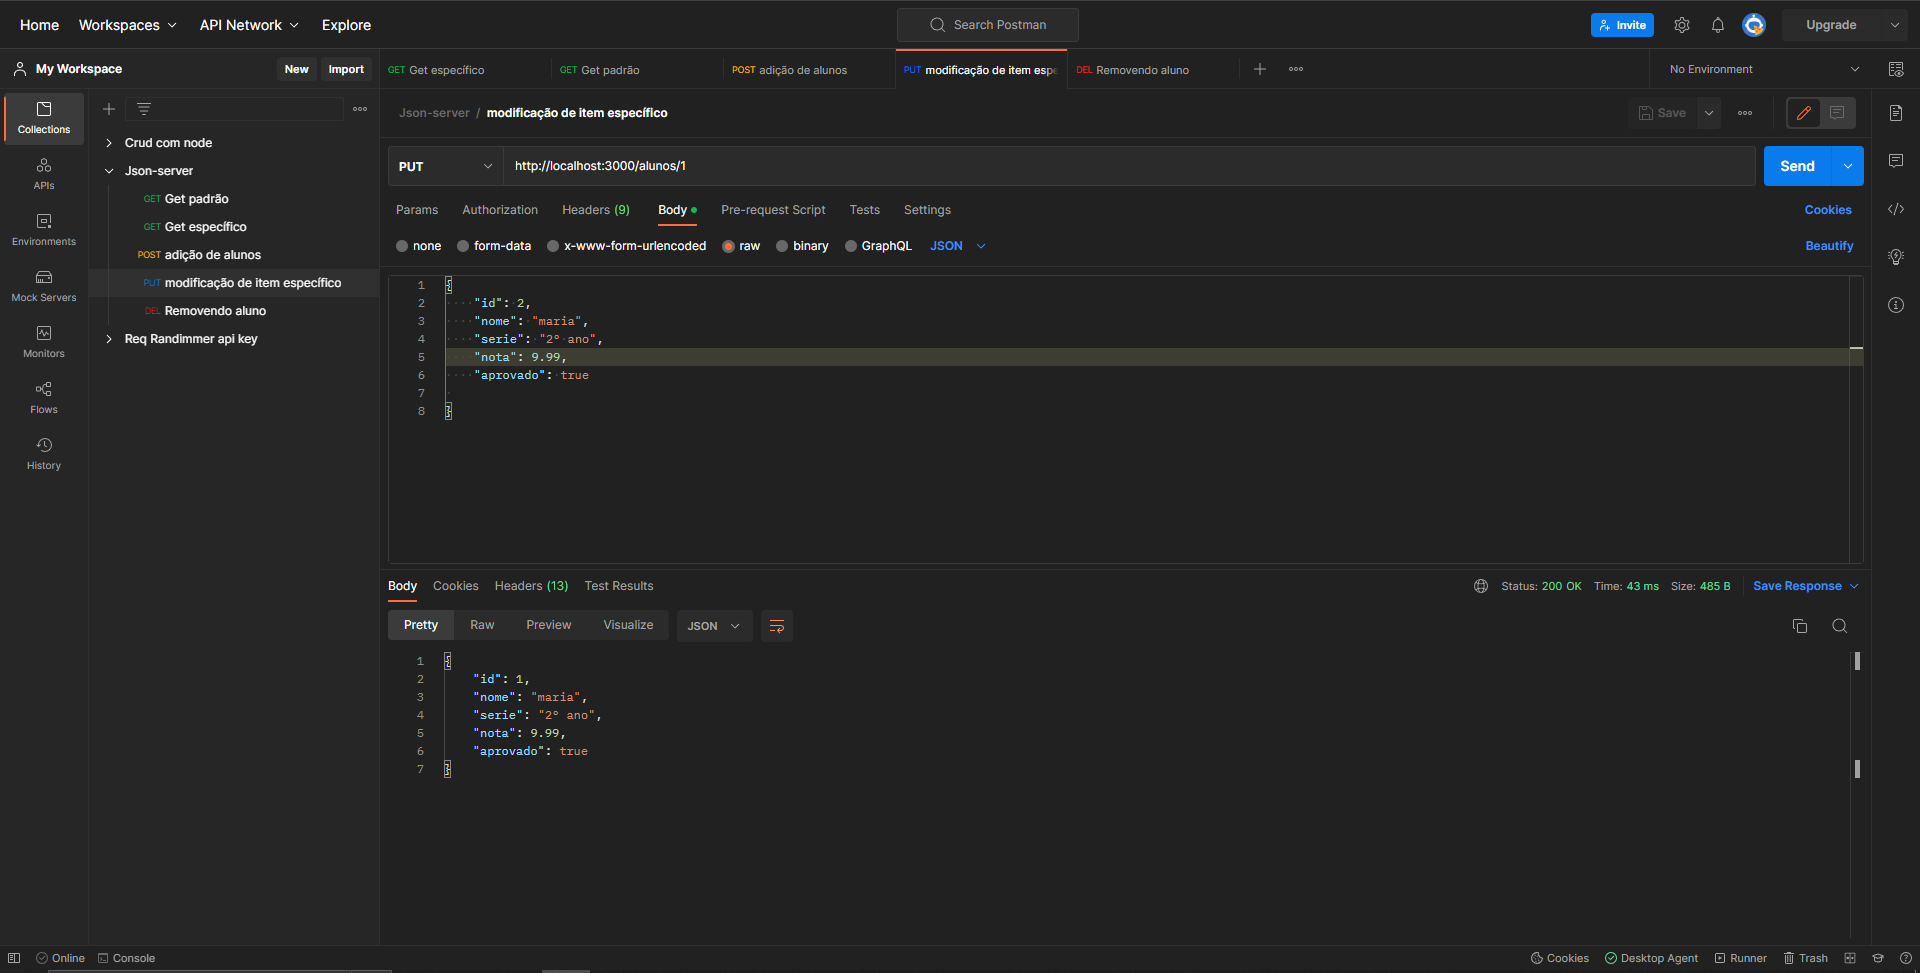 Home Workspaces API Network Explore Search Postman Invite Upgrade
My Workspace New Import GET Get específico GET Get padrão POST adição de alunos PUT modificação de item espe DEL Removendo aluno No Environment
Collections
APIs
Environments
Mock Servers
Monitors
Flows
History
Crud com node
Json-server
GET Get padrão
GET Get específico
POST adição de alunos
PUT modificação de item específico
DEL Removendo aluno
Req Randimmer api key
Json-server / modificação de item específico Save
PUT http://localhost:3000/alunos/1 Send
Params Authorization Headers (9) Body Pre-request Script Tests Settings Cookies
none form-data x-www-form-urlencoded raw binary GraphQL JSON Beautify
1 {
2 "id": 2,
3 "nome": "maria",
4 "serie": "2º ano",
5 "nota": 9.99,
6 "aprovado": true
7
8 }
Body Cookies Headers (13) Test Results Status: 200 OK Time: 43 ms Size: 485 B Save Response
Pretty Raw Preview Visualize JSON
1 {
2 "id": 1,
3 "nome": "maria",
4 "serie": "2º ano",
5 "nota": 9.99,
6 "aprovado": true
7 }
Online Console Cookies Desktop Agent Runner Trash